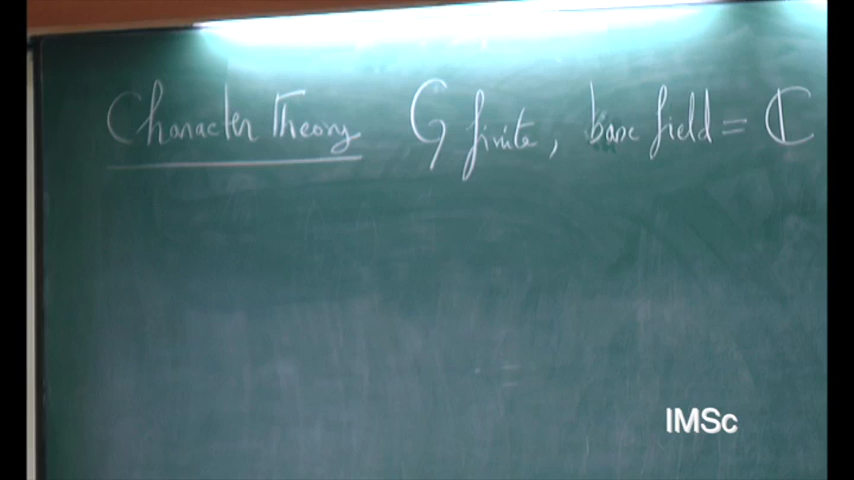 Character Theory G finite, base field = ℂ
IMSc